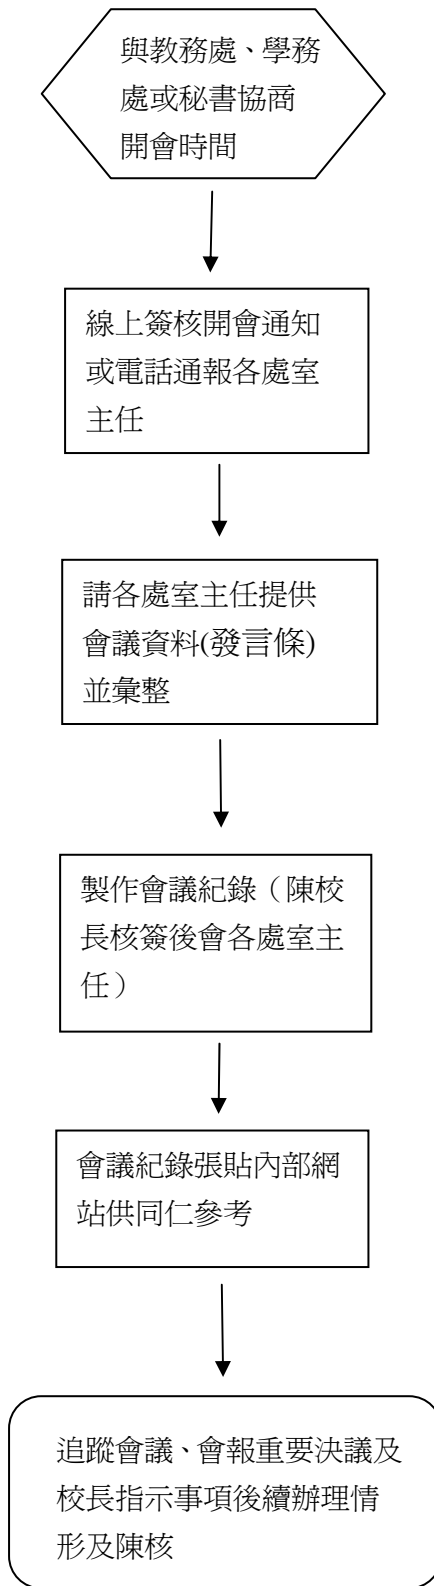 與教務處、學務
處或秘書協商
開會時間
線上簽核開會通知
或電話通報各處室
主任
請各處室主任提供
會議資料(發言條)
並彙整
製作會議紀錄（陳校
長核簽後會各處室主
任）
會議紀錄張貼內部網
站供同仁參考
追蹤會議、會報重要決議及
校長指示事項後續辦理情
形及陳核